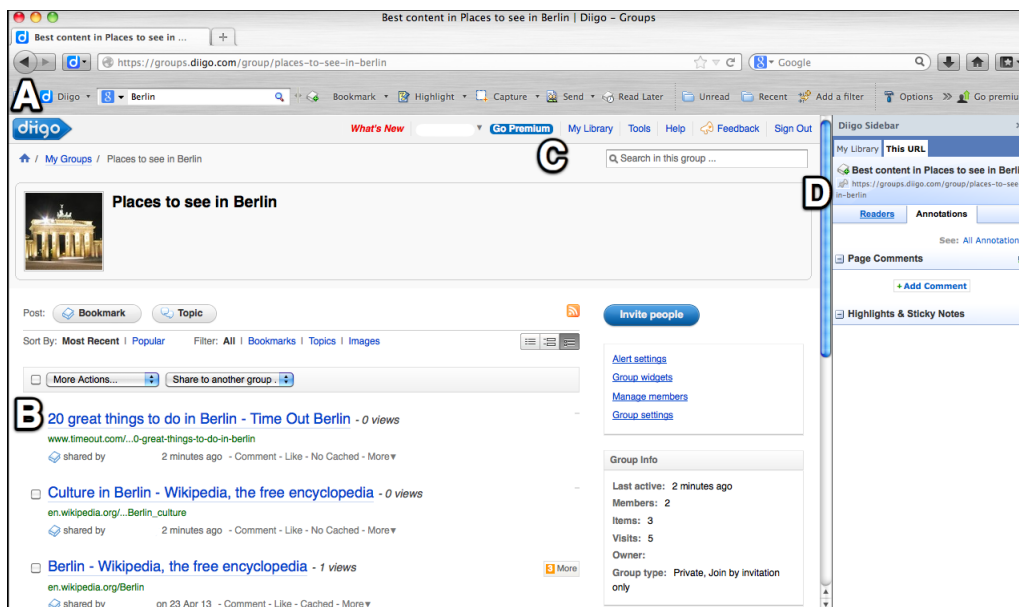 Best content in Places to see in Berlin | Diigo - Groups
Best content in Places to see in ...
https://groups.diigo.com/group/places-to-see-in-berlin
Google
A
Diigo Berlin Bookmark Highlight Capture Send Read Later Unread Recent Add a filter Options Go premiu
diigo What's New Go Premium My Library Tools Help Feedback Sign Out
Diigo Sidebar
C
My Groups / Places to see in Berlin
Search in this group ...
My Library This URL
Best content in Places to see in Berli
https://groups.diigo.com/group/places-to-see-
in-berlin
D
Places to see in Berlin
Readers Annotations
See: All Annotation
Page Comments
+Add Comment
Highlights & Sticky Notes
Post: Bookmark Topic
Invite people
Sort By: Most Recent | Popular Filter: All | Bookmarks | Topics | Images
More Actions... Share to another group .
Alert settings
Group widgets
Manage members
Group settings
B
20 great things to do in Berlin - Time Out Berlin - 0 views
www.timeout.com/...0-great-things-to-do-in-berlin
shared by 2 minutes ago - Comment - Like - No Cached - More▾
Culture in Berlin - Wikipedia, the free encyclopedia - 0 views
en.wikipedia.org/...Berlin_culture
shared by 2 minutes ago - Comment - Like - No Cached - More▾
Berlin - Wikipedia, the free encyclopedia - 1 views
3 More
en.wikipedia.org/Berlin
shared by on 23 Apr 13 - Comment - Like - Cached - More▾
Group Info
Last active: 2 minutes ago
Members: 2
Items: 3
Visits: 5
Owner:
Group type: Private, Join by invitation
only